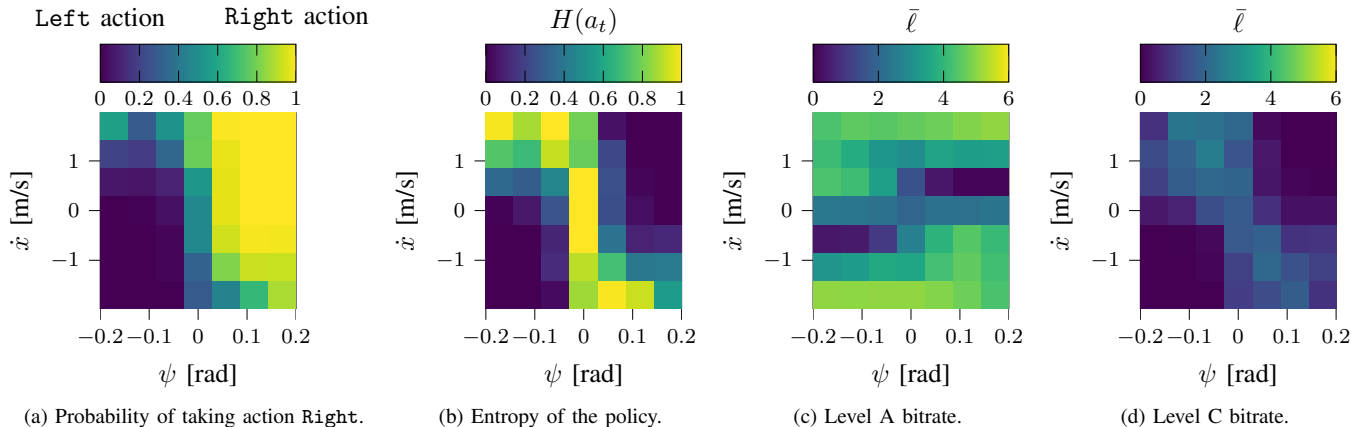 Left action Right action
0 0.2 0.4 0.6 0.8 1
1
0
−1
ẋ [m/s]
−0.2 −0.1 0 0.1 0.2
ψ [rad]
(a) Probability of taking action Right.
H(a_t)
0 0.2 0.4 0.6 0.8 1
1
0
−1
ẋ [m/s]
−0.2 −0.1 0 0.1 0.2
ψ [rad]
(b) Entropy of the policy.
ℓ̄
0 2 4 6
1
0
−1
ẋ [m/s]
−0.2 −0.1 0 0.1 0.2
ψ [rad]
(c) Level A bitrate.
ℓ̄
0 2 4 6
1
0
−1
ẋ [m/s]
−0.2 −0.1 0 0.1 0.2
ψ [rad]
(d) Level C bitrate.